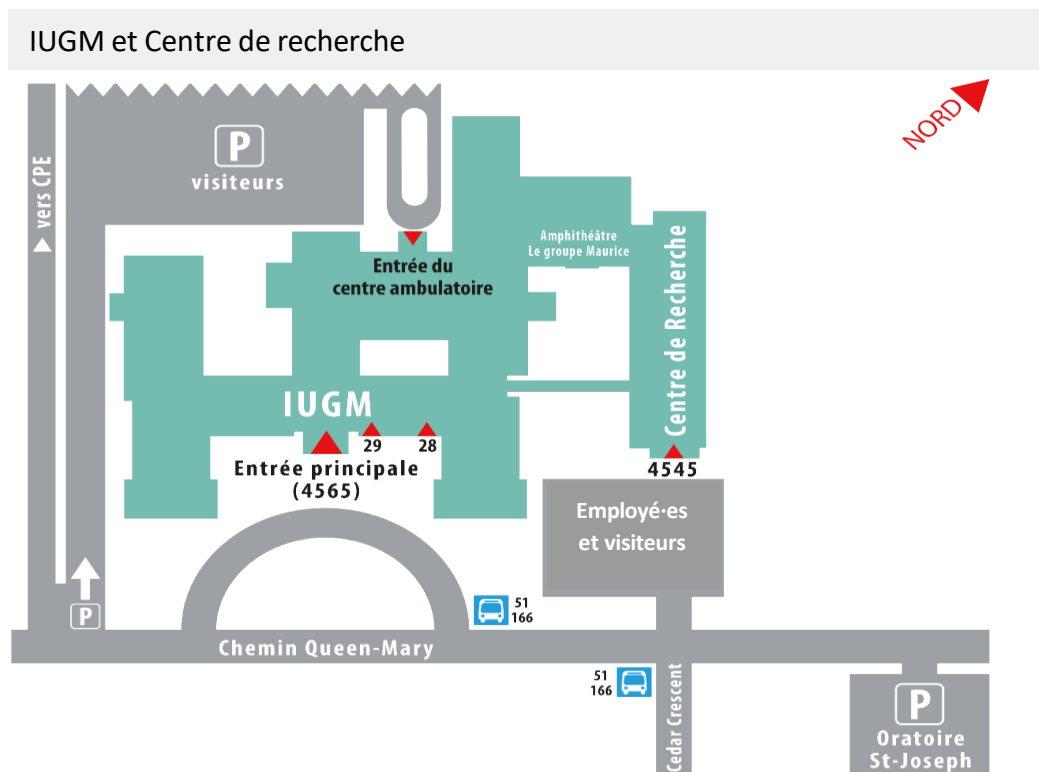 IUGM et Centre de recherche
NORD
P
visiteurs
vers CPE
Amphithéâtre
Le groupe Maurice
Centre de Recherche
Entrée du
centre ambulatoire
IUGM
29
28
Entrée principale
(4565)
4545
Employé·es
et visiteurs
P
51
166
Chemin Queen-Mary
51
166
Cedar Crescent
P
Oratoire
St-Joseph